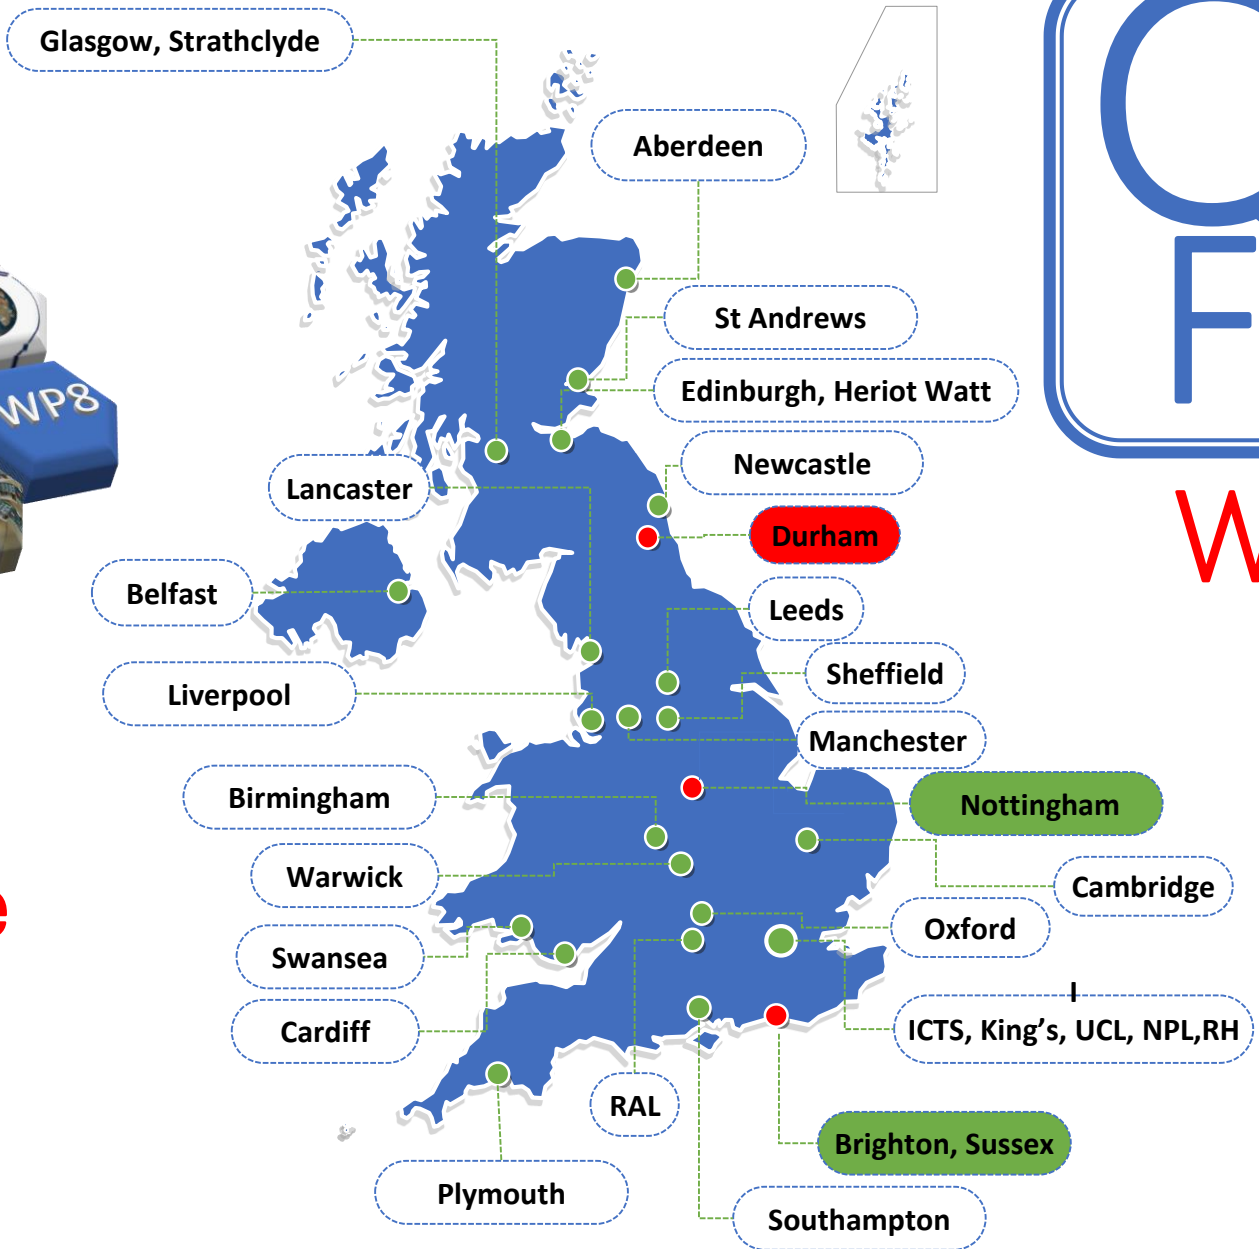 Glasgow, Strathclyde
Aberdeen
St Andrews
WP8
Edinburgh, Heriot Watt
Newcastle
Lancaster
Durham
Belfast
Leeds
Sheffield
Liverpool
Manchester
Birmingham
Nottingham
Warwick
Cambridge
e
Oxford
Swansea
I
Cardiff
ICTS, King's, UCL, NPL,RH
RAL
Brighton, Sussex
Plymouth
Southampton
F
W